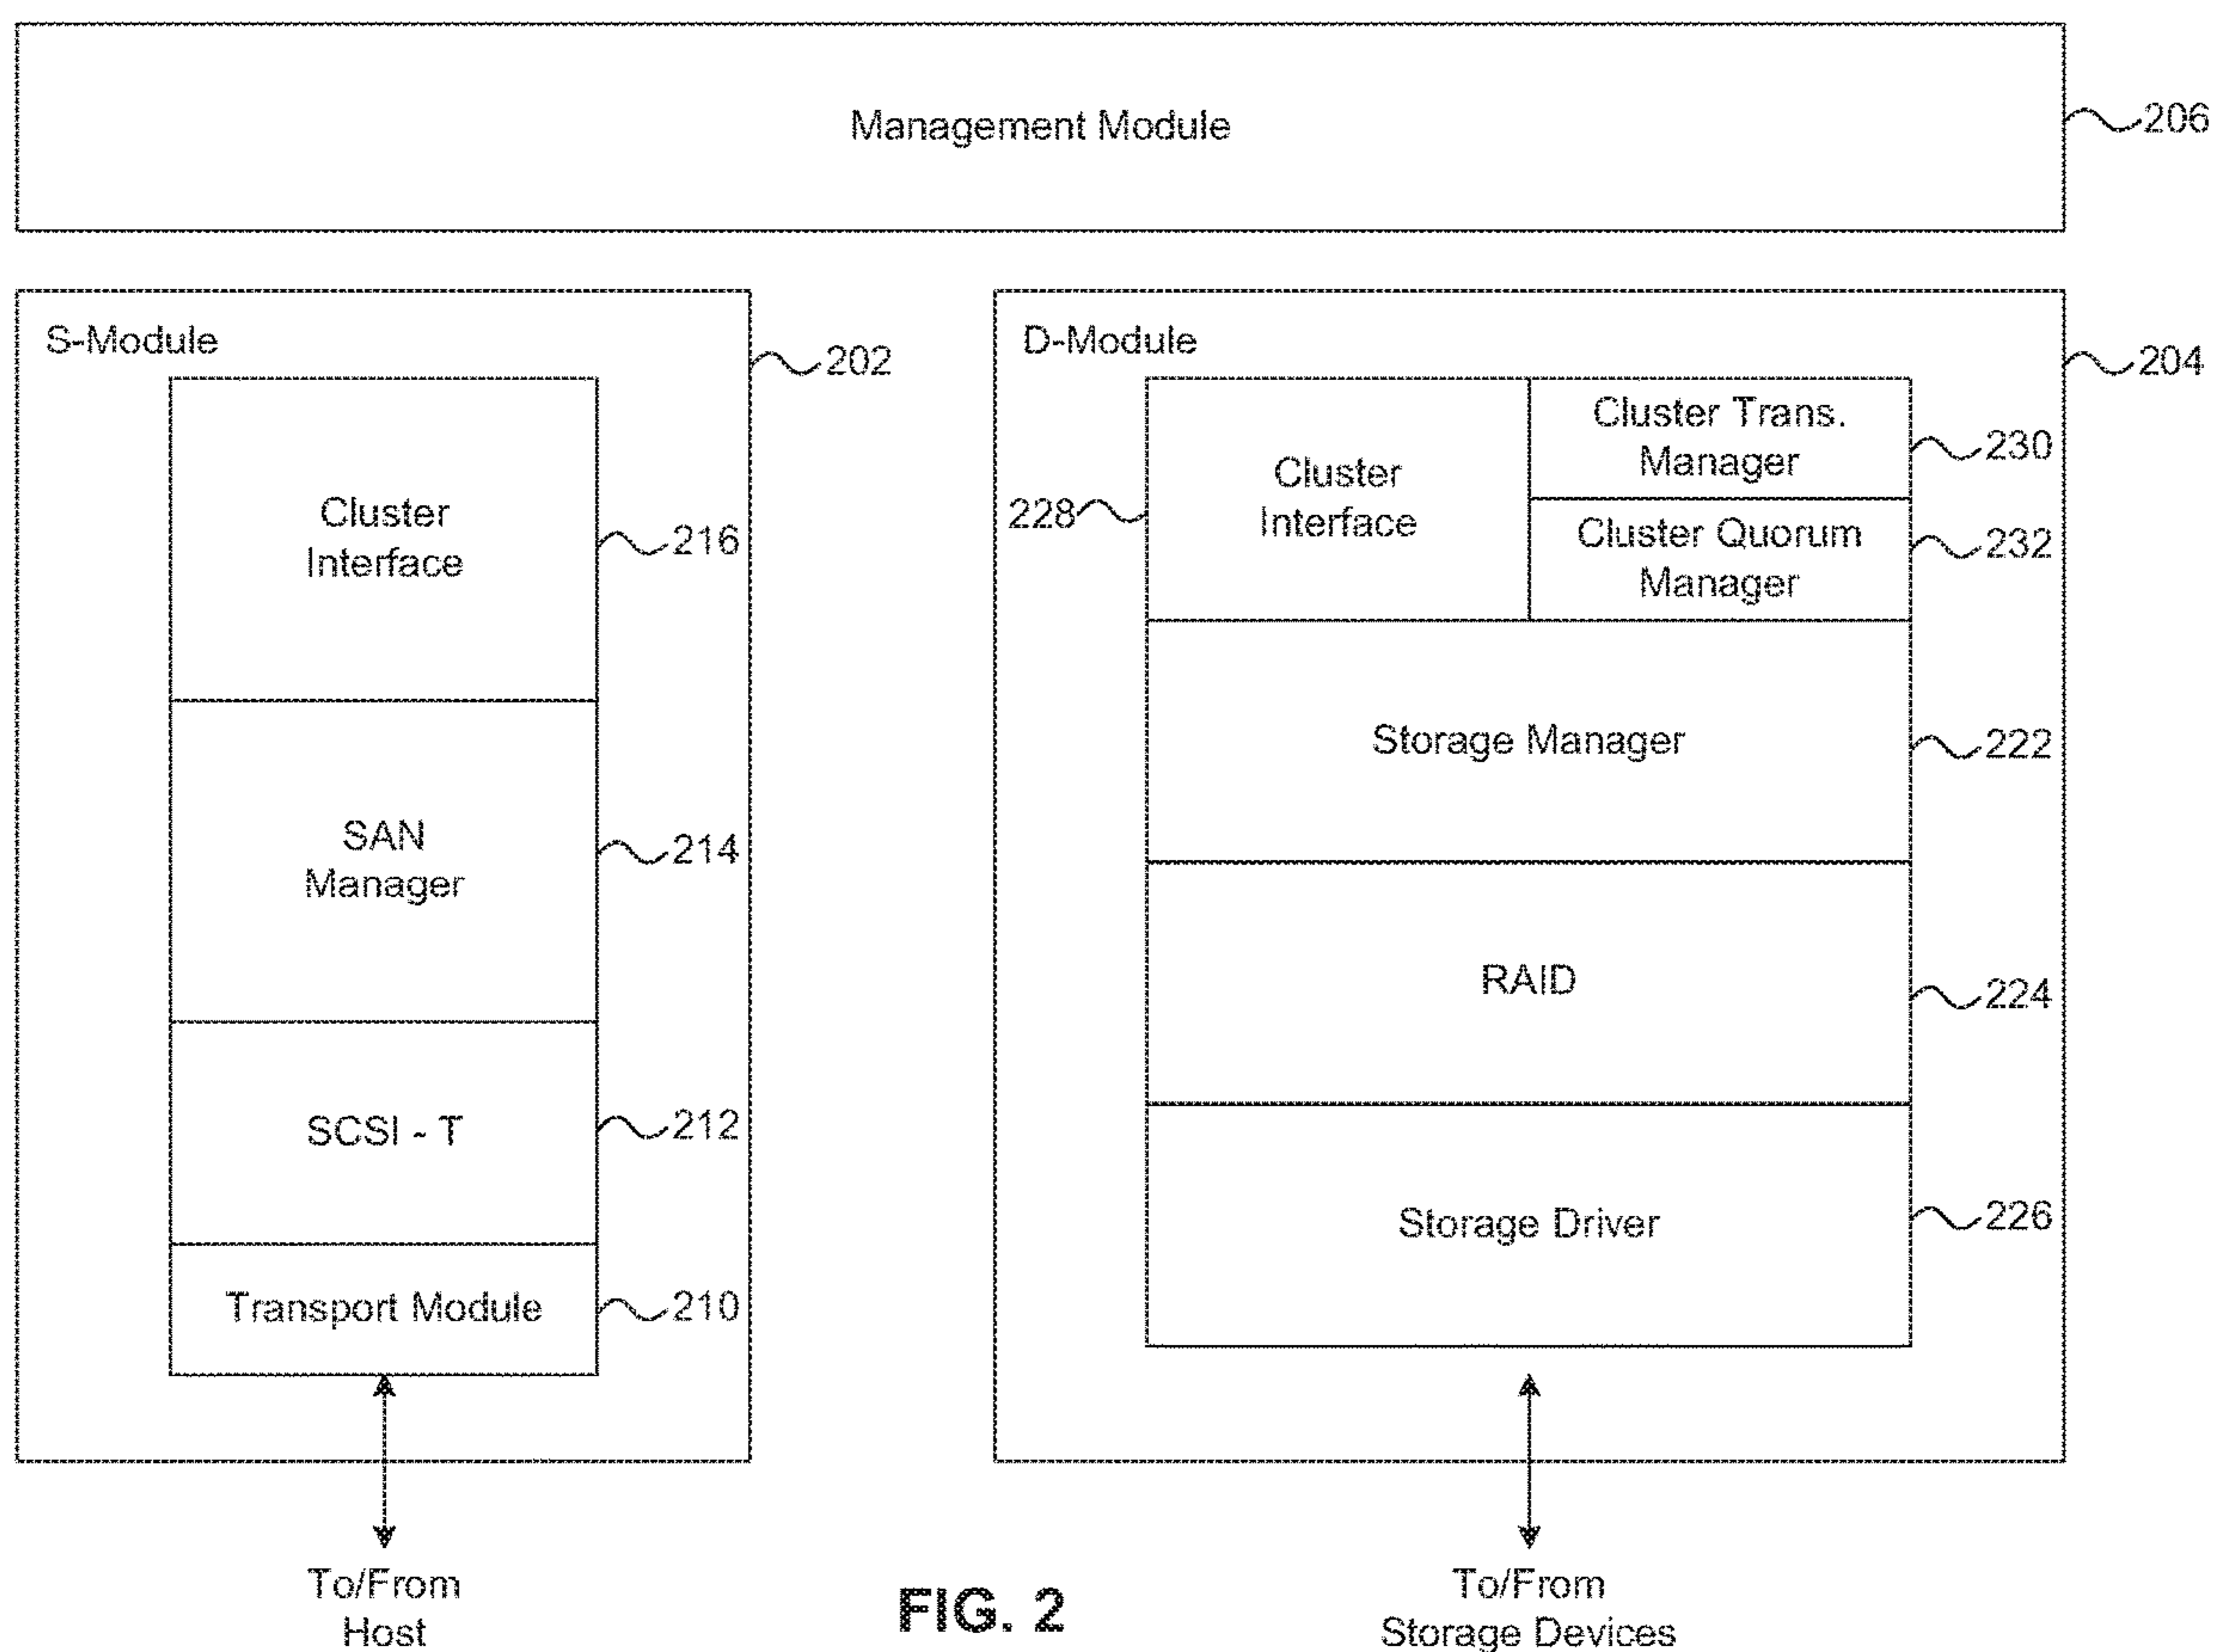 Management Module
206
S-Module
202
Cluster
Interface
216
SAN
Manager
214
SCSI - T
212
Transport Module
210
To/From
Host
D-Module
204
Cluster
Interface
228
Cluster Trans.
Manager
230
Cluster Quorum
Manager
232
Storage Manager
222
RAID
224
Storage Driver
226
To/From
Storage Devices
FIG. 2